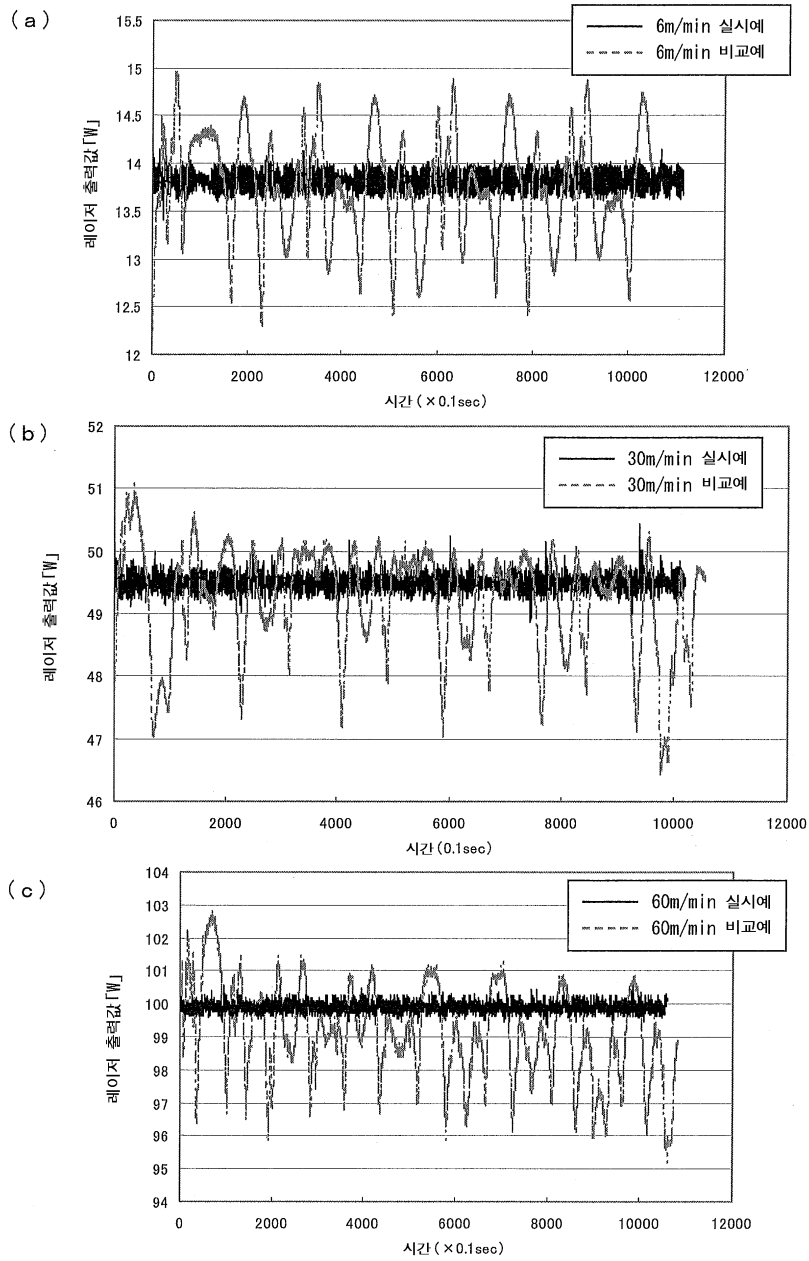 (a)
6m/min 실시예
6m/min 비교예
레이저 출력값「W」
15.5
15
14.5
14
13.5
13
12.5
12
0 2000 4000 6000 8000 10000 12000
시간(×0.1sec)
(b)
30m/min 실시예
30m/min 비교예
레이저 출력값「W」
52
51
50
49
48
47
46
0 2000 4000 6000 8000 10000 12000
시간(0.1sec)
(c)
60m/min 실시예
60m/min 비교예
레이저 출력값「W」
104
103
102
101
100
99
98
97
96
95
94
0 2000 4000 6000 8000 10000 12000
시간(×0.1sec)